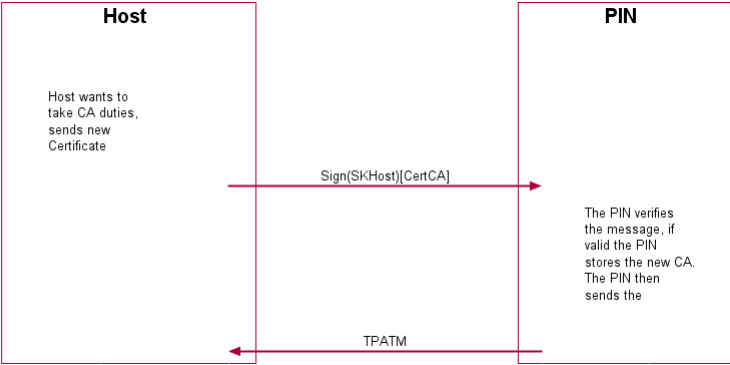 Host
PIN
Host wants to
take CA duties,
sends new
Certificate
Sign(SKHost)[CertCA]
The PIN verifies
the message, if
valid the PIN
stores the new CA.
The PIN then
sends the
TPATM